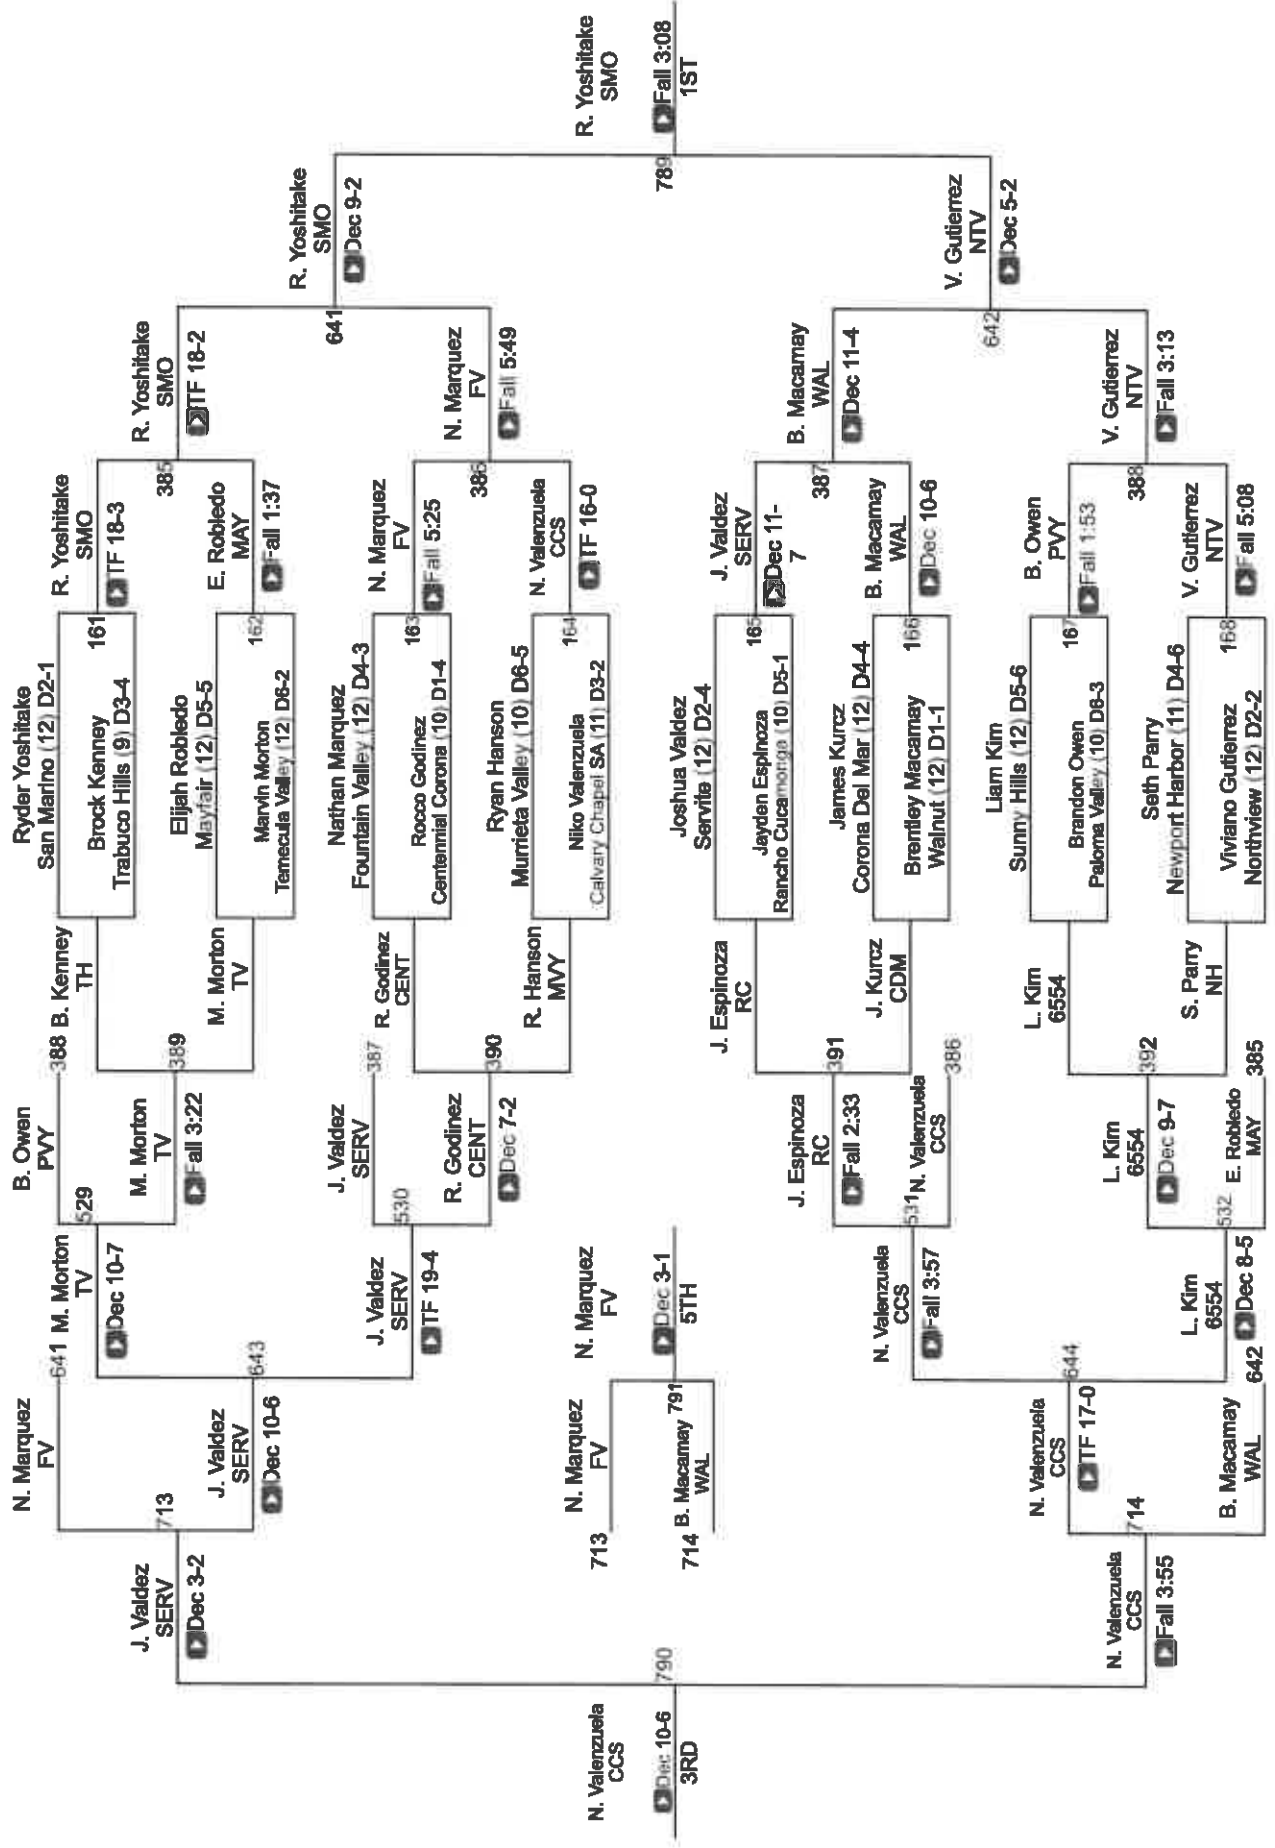 Ryder Yoshitake
San Marino (12) D2-1
Brock Kenney
Trabuco Hills (9) D3-4
161
Elijah Robledo
Mayfair (12) D5-5
Marvin Morton
Temecula Valley (12) D6-2
162
Nathan Marquez
Fountain Valley (12) D4-3
Rocco Godinez
Centennial Corona (10) D1-4
163
Ryan Hanson
Murrieta Valley (10) D6-5
Niko Valenzuela
Calvary Chapel SA (11) D3-2
164
Joshua Valdez
Servite (12) D2-4
Jayden Espinoza
Rancho Cucamonga (10) D5-1
165
James Kurcz
Corona Del Mar (12) D4-4
Brentley Macamay
Walnut (12) D1-1
166
Liam Kim
Sunny Hills (12) D5-6
Brandon Owen
Paloma Valley (10) D6-3
167
Seth Parry
Newport Harbor (11) D4-6
Viviano Gutierrez
Northview (12) D2-2
168
R. Yoshitake
SMO
TF 18-3
385
E. Robledo
MAY
Fall 1:37
N. Marquez
FV
Fall 5:25
386
N. Valenzuela
CCS
TF 16-0
J. Valdez
SERV
Dec 11-
7
387
B. Macamay
WAL
Dec 10-6
B. Owen
PVY
Fall 1:53
388
V. Gutierrez
NTV
Fall 5:08
R. Yoshitake
SMO
TF 18-2
641
N. Marquez
FV
Fall 5:49
B. Macamay
WAL
Dec 11-4
642
V. Gutierrez
NTV
Fall 3:13
R. Yoshitake
SMO
Dec 9-2
789
V. Gutierrez
NTV
Dec 5-2
R. Yoshitake
SMO
Fall 3:08
1ST
B. Kenney
TH
389
M. Morton
TV
R. Godinez
CENT
390
R. Hanson
MVY
J. Espinoza
RC
391
J. Kurcz
CDM
L. Kim
6554
392
S. Parry
NH
B. Owen
PVY
388
529
M. Morton
TV
Fall 3:22
J. Valdez
SERV
387
530
R. Godinez
CENT
Dec 7-2
J. Espinoza
RC
Fall 2:33
531
N. Valenzuela
CCS
386
L. Kim
6554
Dec 9-7
532
E. Robledo
MAY
385
M. Morton
TV
Dec 10-7
643
J. Valdez
SERV
TF 19-4
N. Valenzuela
CCS
Fall 3:57
644
L. Kim
6554
Dec 8-5
N. Marquez
FV
641
713
J. Valdez
SERV
Dec 10-6
N. Valenzuela
CCS
TF 17-0
714
B. Macamay
WAL
642
J. Valdez
SERV
Dec 3-2
790
N. Valenzuela
CCS
Fall 3:55
N. Valenzuela
CCS
Dec 10-6
3RD
713
N. Marquez
FV
714
B. Macamay
WAL
791
N. Marquez
FV
Dec 3-1
5TH